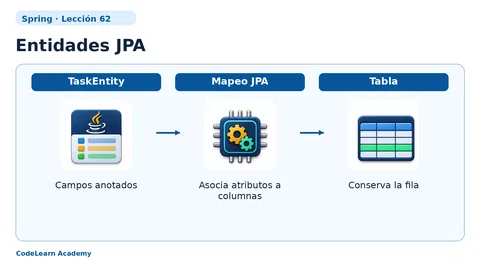 Spring · Lección 62
Entidades JPA
TaskEntity
Mapeo JPA
Tabla
Campos anotados
Asocia atributos a
columnas
Conserva la fila
CodeLearn Academy